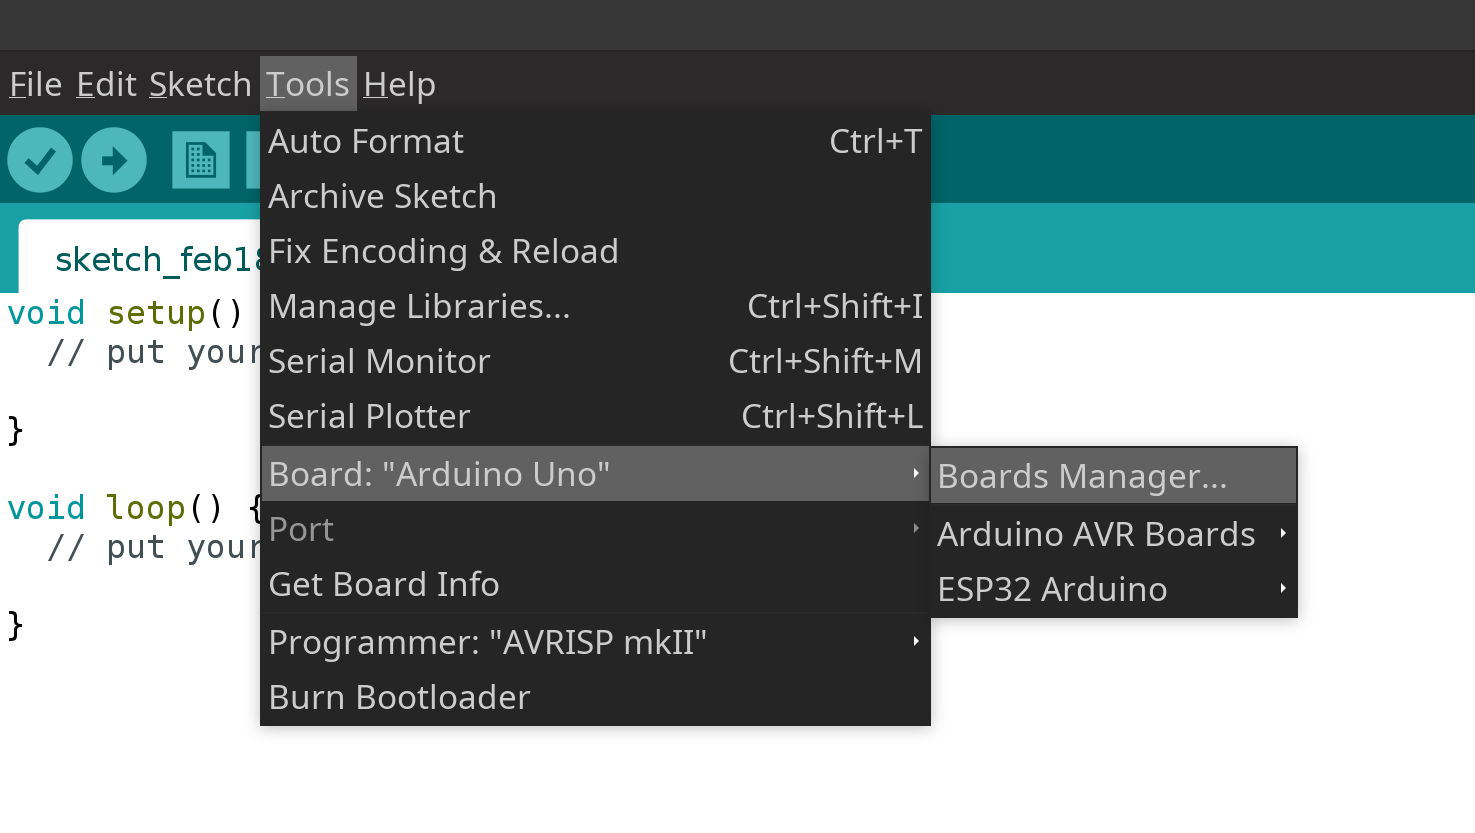 File Edit Sketch Tools Help
Auto Format Ctrl+T
Archive Sketch
sketch_feb18
Fix Encoding & Reload
void setup()
Manage Libraries... Ctrl+Shift+I
// put your
Serial Monitor Ctrl+Shift+M
}
Serial Plotter Ctrl+Shift+L
Board: "Arduino Uno"
Boards Manager...
void loop() {
Port
Arduino AVR Boards
// put your
Get Board Info
ESP32 Arduino
}
Programmer: "AVRISP mkII"
Burn Bootloader